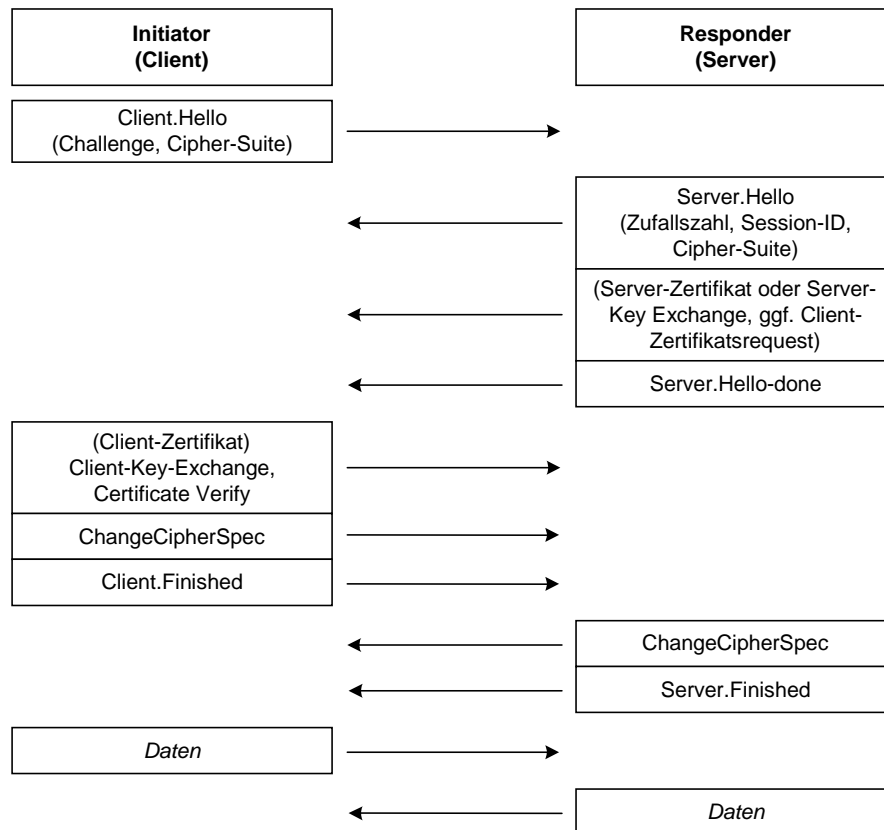 Initiator
(Client)
Responder
(Server)
Client.Hello
(Challenge, Cipher-Suite)
Server.Hello
(Zufallszahl, Session-ID,
Cipher-Suite)
(Server-Zertifikat oder Server-
Key Exchange, ggf. Client-
Zertifikatsrequest)
Server.Hello-done
(Client-Zertifikat)
Client-Key-Exchange,
Certificate Verify
ChangeCipherSpec
Client.Finished
ChangeCipherSpec
Server.Finished
Daten
Daten